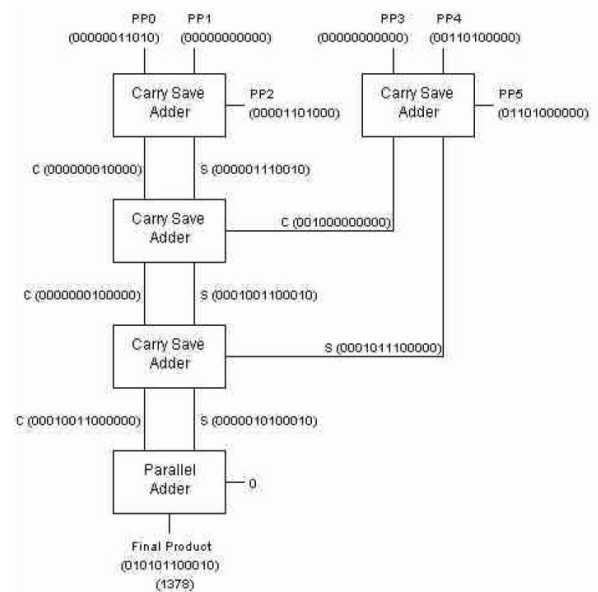 PP0 PP1 PP3 PP4
(00000011010) (00000000000) (00000000000) (00110100000)
Carry Save
Adder
PP2
(00001101000)
Carry Save
Adder
PP5
(01101000000)
C (000000010000) S (000001110010)
Carry Save
Adder
C (001000000000)
C (0000000100000) S (0001001100010)
Carry Save
Adder
S (0001011100000)
C (00010011000000) S (0000010100010)
Parallel
Adder
0
Final Product
(010101100010)
(1378)